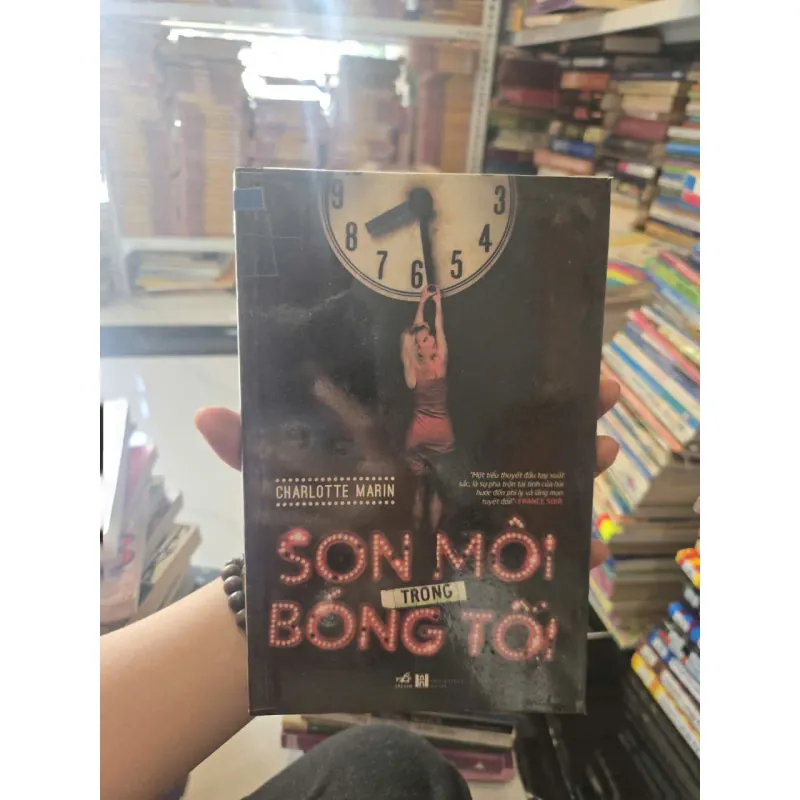 9
3
8
4
7
6
5
CHARLOTTE MARIN
"Một tiểu thuyết đầu tay xuất
sắc, là sự pha trộn tài tình của hài
hước đến phi lý và lãng mạn
tuyệt đối!"- FRANCE SOIR
SON MÔI
TRONG
BÓNG TỐI